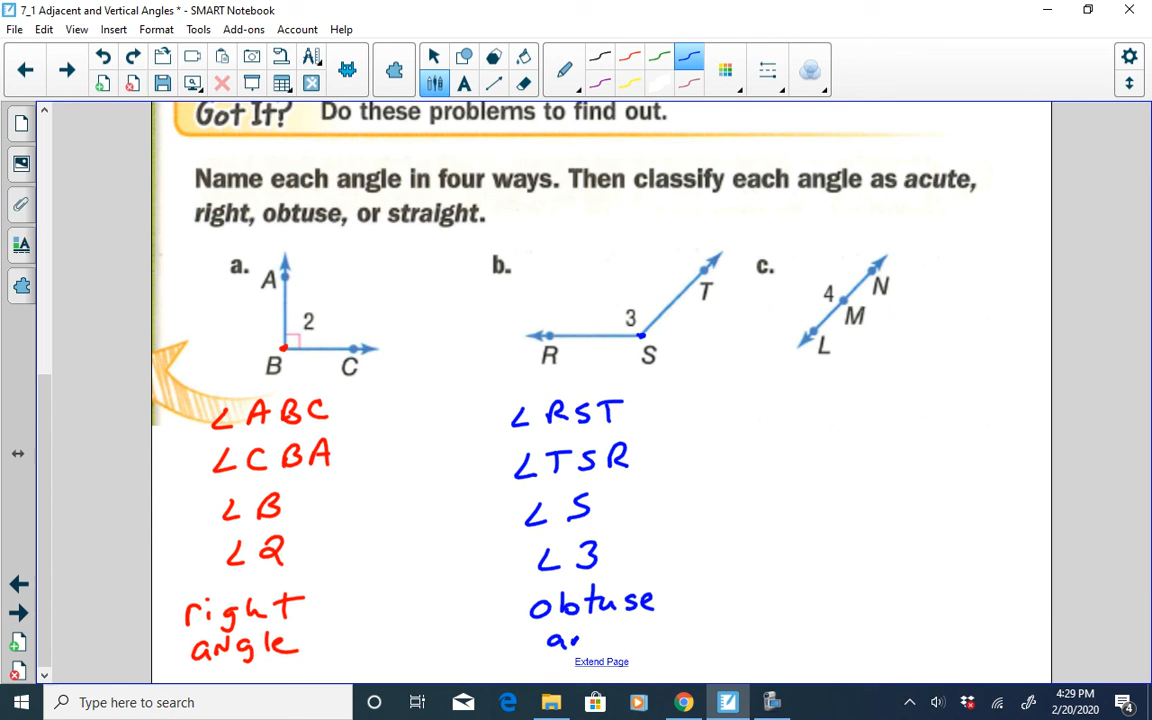 7_1 Adjacent and Vertical Angles * - SMART Notebook
File Edit View Insert Format Tools Add-ons Account Help
Got It? Do these problems to find out.
Name each angle in four ways. Then classify each angle as acute,
right, obtuse, or straight.
a. A 2 B C
b. T 3 R S
c. N 4 M L
∠ABC
∠CBA
∠B
∠2
right
angle
∠RST
∠TSR
∠S
∠3
obtuse
an
Extend Page
Type here to search
4:29 PM
2/20/2020
4